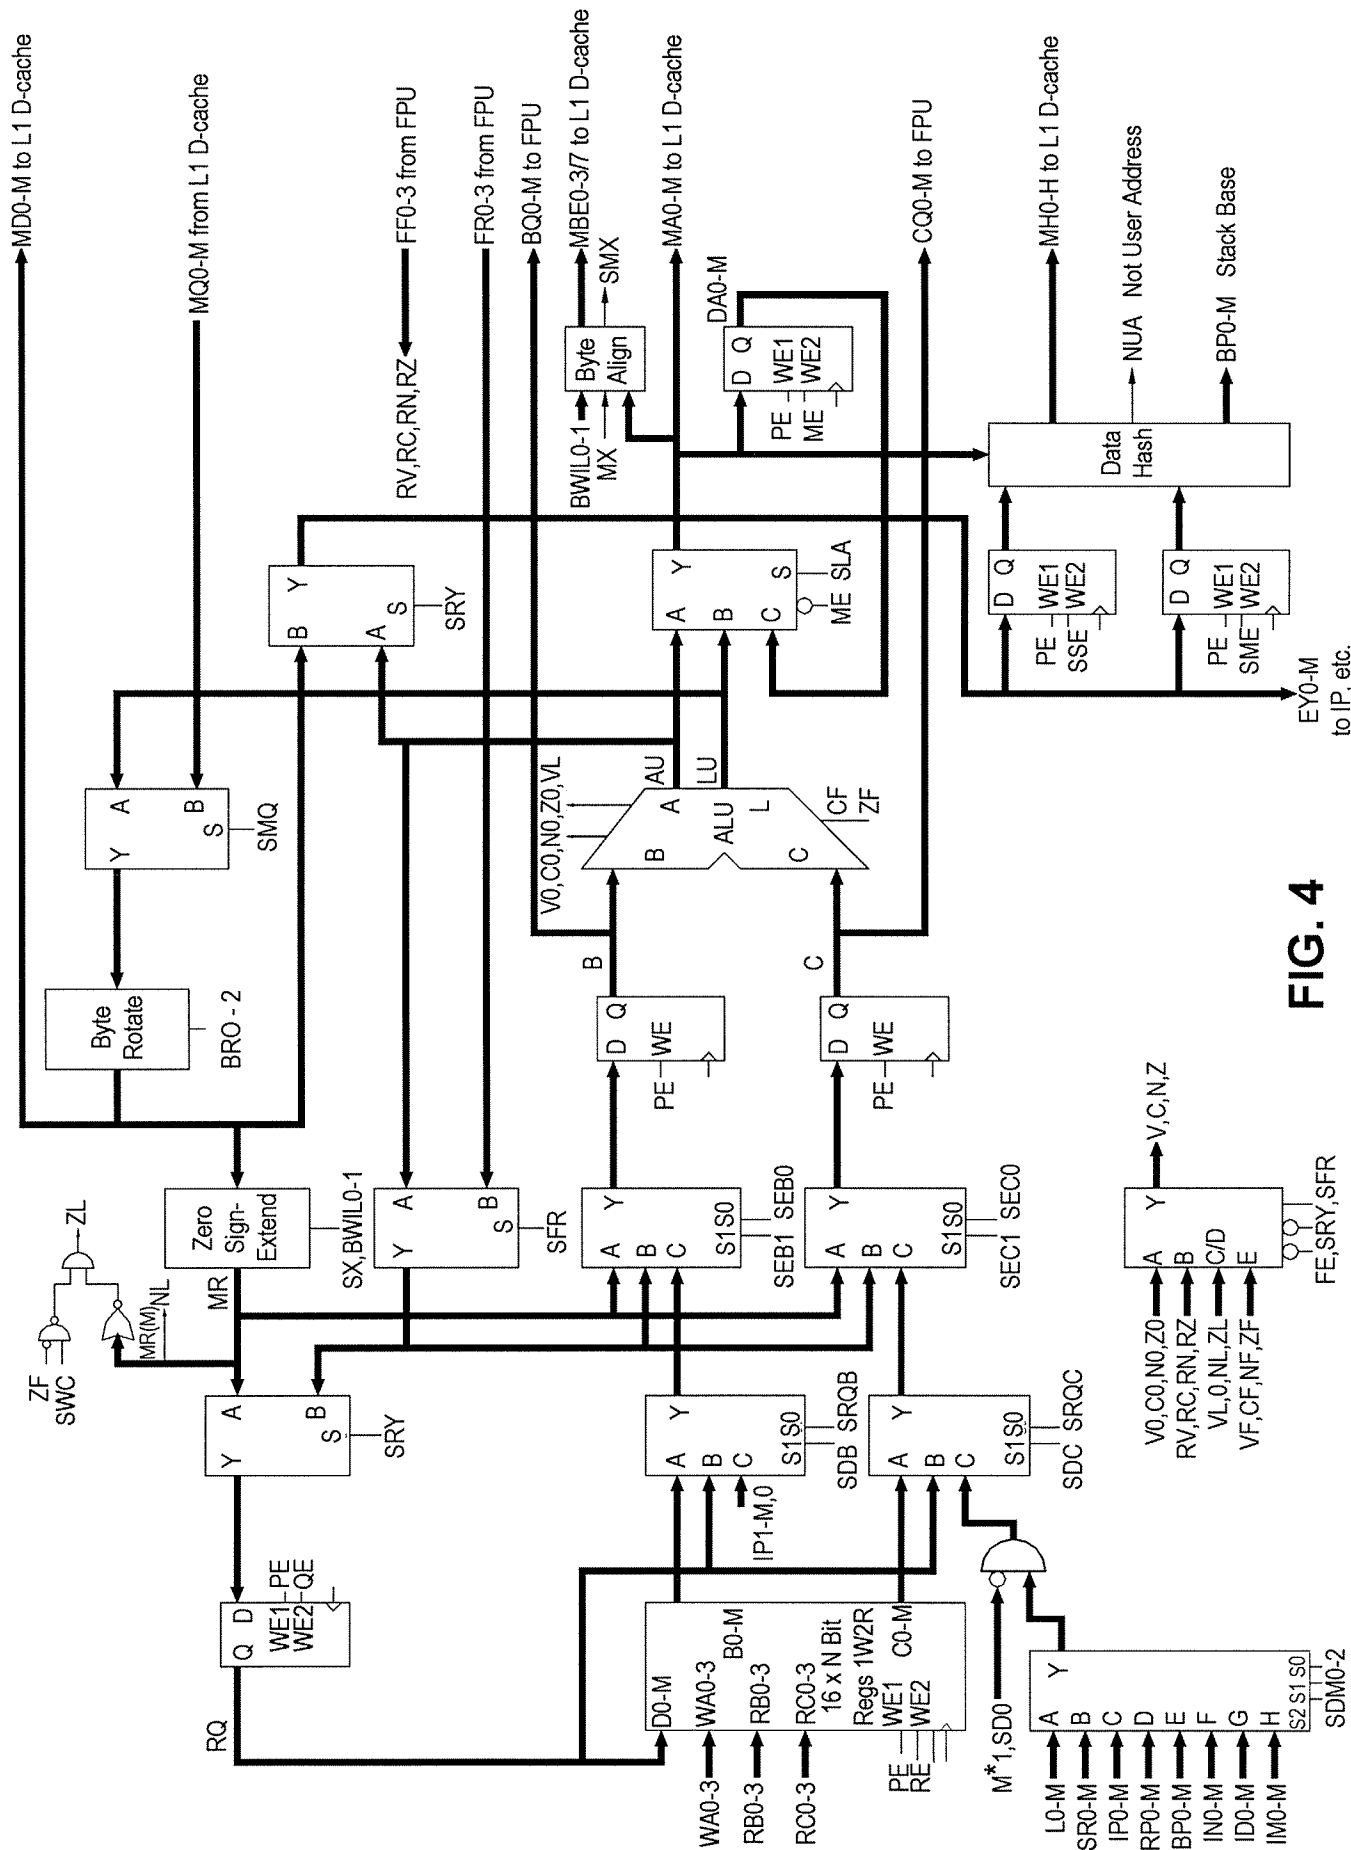 MD0-M to L1 D-cache
MQ0-M from L1 D-cache
FF0-3 from FPU
RV,RC,RN,RZ
FR0-3 from FPU
BQ0-M to FPU
MBE0-3/7 to L1 D-cache
SMX
Byte
Align
BWIL0-1
MX
MA0-M to L1 D-cache
DA0-M
D Q
WE1
WE2
PE
ME
CQ0-M to FPU
MH0-H to L1 D-cache
NUA Not User Address
BP0-M Stack Base
Data
Hash
D Q
WE1
WE2
PE
SSE
D Q
WE1
WE2
PE
SME
EY0-M
to IP, etc.
B
Y
A
S
SRY
A
Y
B
C
S
ME
SLA
A
Y
B
S
SMQ
Byte
Rotate
BRO - 2
V0,C0,N0,Z0,VL
AU
LU
B
A
ALU
L
C
CF
ZF
B
D Q
WE
PE
C
D Q
WE
PE
Zero
Sign-
Extend
SX,BWIL0-1
MR
ZL
MR(M)
NL
ZF
SWC
Y
A
B
S
SFR
A
Y
B
C
S1S0
SEB1
SEB0
A
Y
B
C
S1S0
SEC1
SEC0
Y
A
B
S
SRY
Q D
WE1
WE2
PE
QE
RQ
A
Y
B
C
S1S0
SDB
SRQB
IP1-M,0
A
Y
B
C
S1S0
SDC
SRQC
D0-M
WA0-3
B0-M
RB0-3
RC0-3
C0-M
16 x N Bit
Regs 1W2R
WE1
WE2
WA0-3
RB0-3
RC0-3
PE
RE
M*1,SD0
L0-M
SR0-M
IP0-M
RP0-M
BP0-M
IN0-M
ID0-M
IM0-M
A
B
C
D
E
F
G
H
Y
S2 S1 S0
SDM0-2
V0,C0,N0,Z0
RV,RC,RN,RZ
VL,0,NL,ZL
VF,CF,NF,ZF
A
B
C/D
E
Y
V,C,N,Z
FE,SRY,SFR
FIG. 4